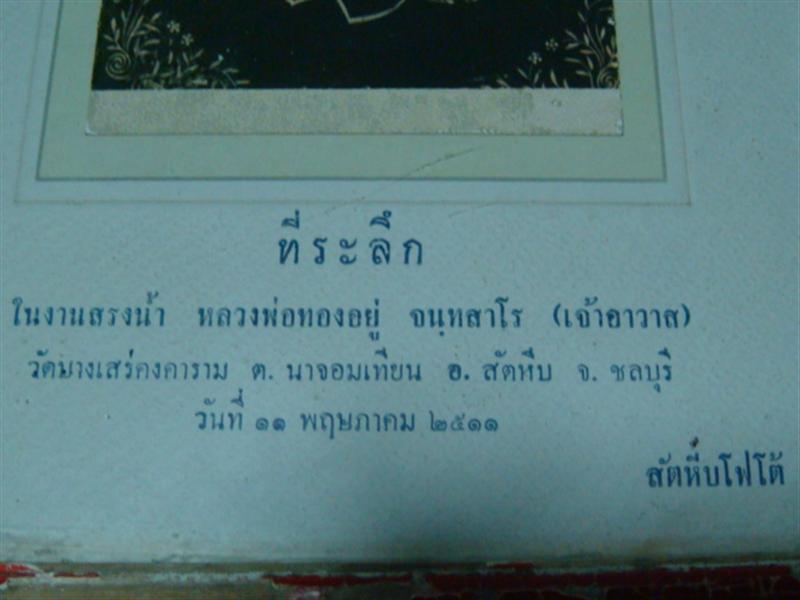 ที่ระลึก
ในงานสรงน้ำ หลวงพ่อทองอยู่ จนฺทสาโร (เจ้าอาวาส)
วัดบางเสร่คงคาราม ต. นาจอมเทียน อ. สัตหีบ จ. ชลบุรี
วันที่ ๑๑ พฤษภาคม ๒๕๑๑
สัตหีบโฟโต้